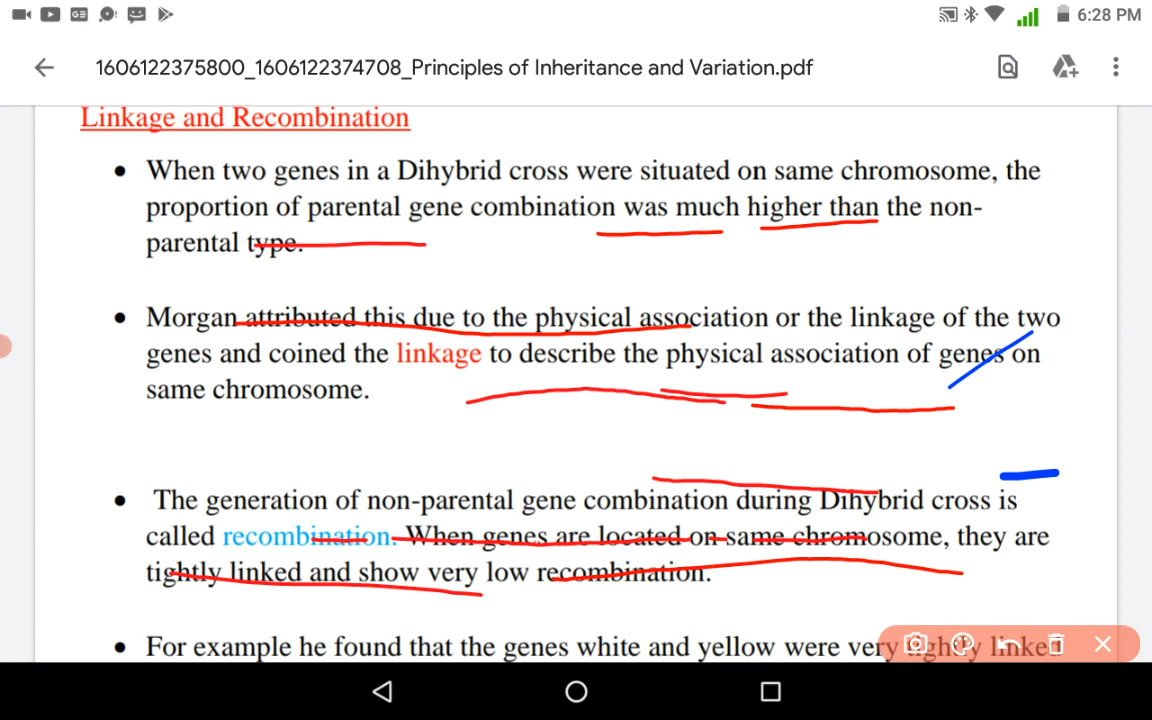 6:28 PM
1606122375800_1606122374708_Principles of Inheritance and Variation.pdf
Linkage and Recombination
• When two genes in a Dihybrid cross were situated on same chromosome, the
proportion of parental gene combination was much higher than the non-
parental type.
• Morgan attributed this due to the physical association or the linkage of the two
genes and coined the linkage to describe the physical association of genes on
same chromosome.
• The generation of non-parental gene combination during Dihybrid cross is
called recombination. When genes are located on same chromosome, they are
tightly linked and show very low recombination.
• For example he found that the genes white and yellow were very tightly linked